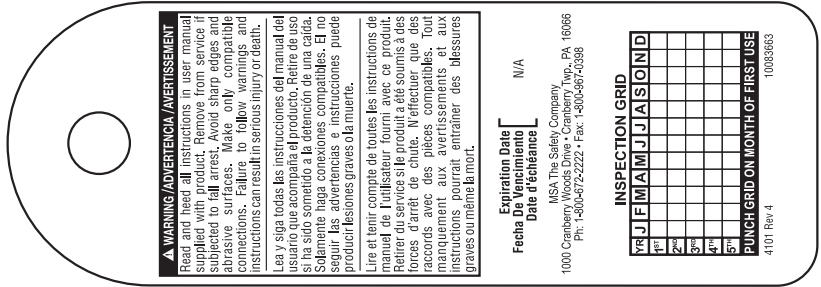 ⚠ WARNING/ADVERTENCIA/AVERTISSEMENT
Read and heed all instructions in user manual
supplied with product. Remove from service if
subjected to fall arrest. Avoid sharp edges and
abrasive surfaces. Make only compatible
connections. Failure to follow warnings and
instructions can result in serious injury or death.
Lea y siga todas las instrucciones del manual del
usuario que acompaña el producto. Retire de uso
si ha sido sometido a la detención de una caída.
Solamente haga conexiones compatibles. El no
seguir las advertencias e instrucciones puede
producir lesiones graves o la muerte.
Lire et tenir compte de toutes les instructions de
manuel de l'utilisateur fourni avec ce produit.
Retirer du service si le produit a été soumis à des
forces d'arrêt de chute. N'effectuer que des
raccords avec des pièces compatibles. Tout
manquement aux avertissements et aux
instructions pourrait entraîner des blessures
graves ou même la mort.
Expiration Date
Fecha De Vencimiento
Date d'échéance
N/A
MSA The Safety Company
1000 Cranberry Woods Drive • Cranberry Twp., PA 16066
Ph: 1-800-672-2222 • Fax: 1-800-967-0398
INSPECTION GRID
YR J F M A M J J A S O N D
1ST
2ND
3RD
4TH
5TH
PUNCH GRID ON MONTH OF FIRST USE
4101 Rev 4 10083663